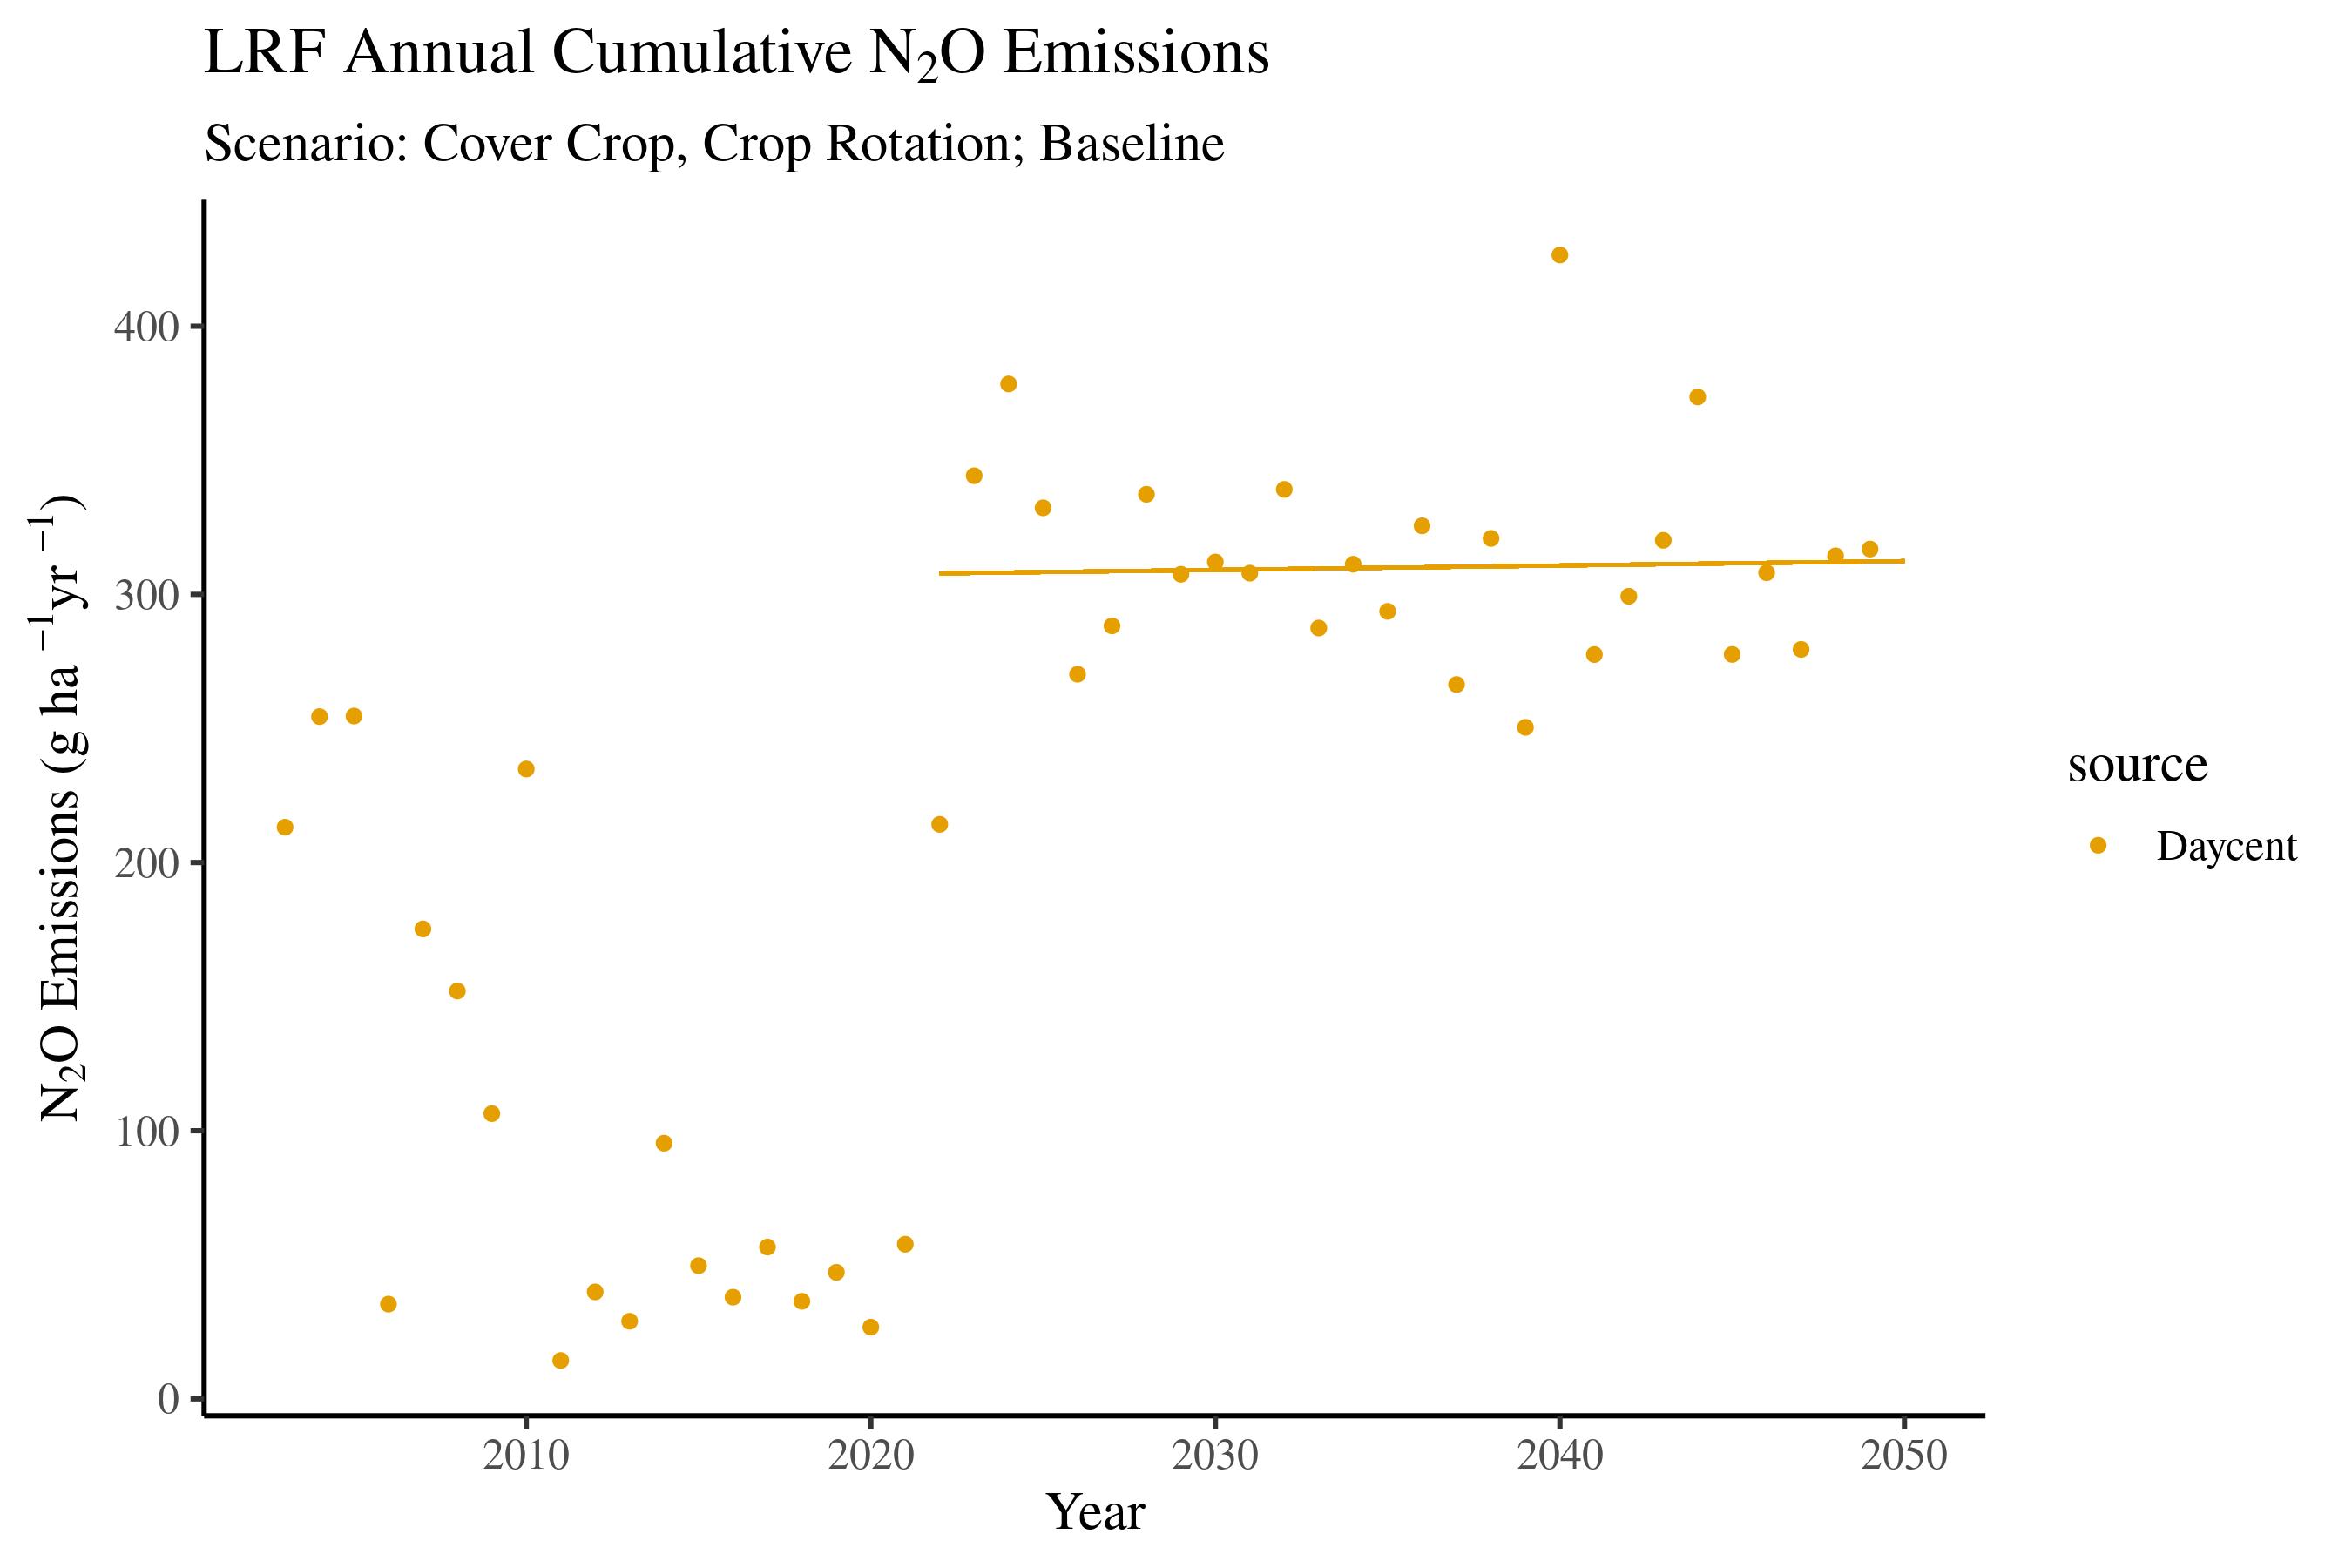 LRF Annual Cumulative N₂O Emissions
Scenario: Cover Crop, Crop Rotation; Baseline
N₂O Emissions (g ha⁻¹yr⁻¹)
400
300
200
100
0
2010 2020 2030 2040 2050
Year
source
Daycent